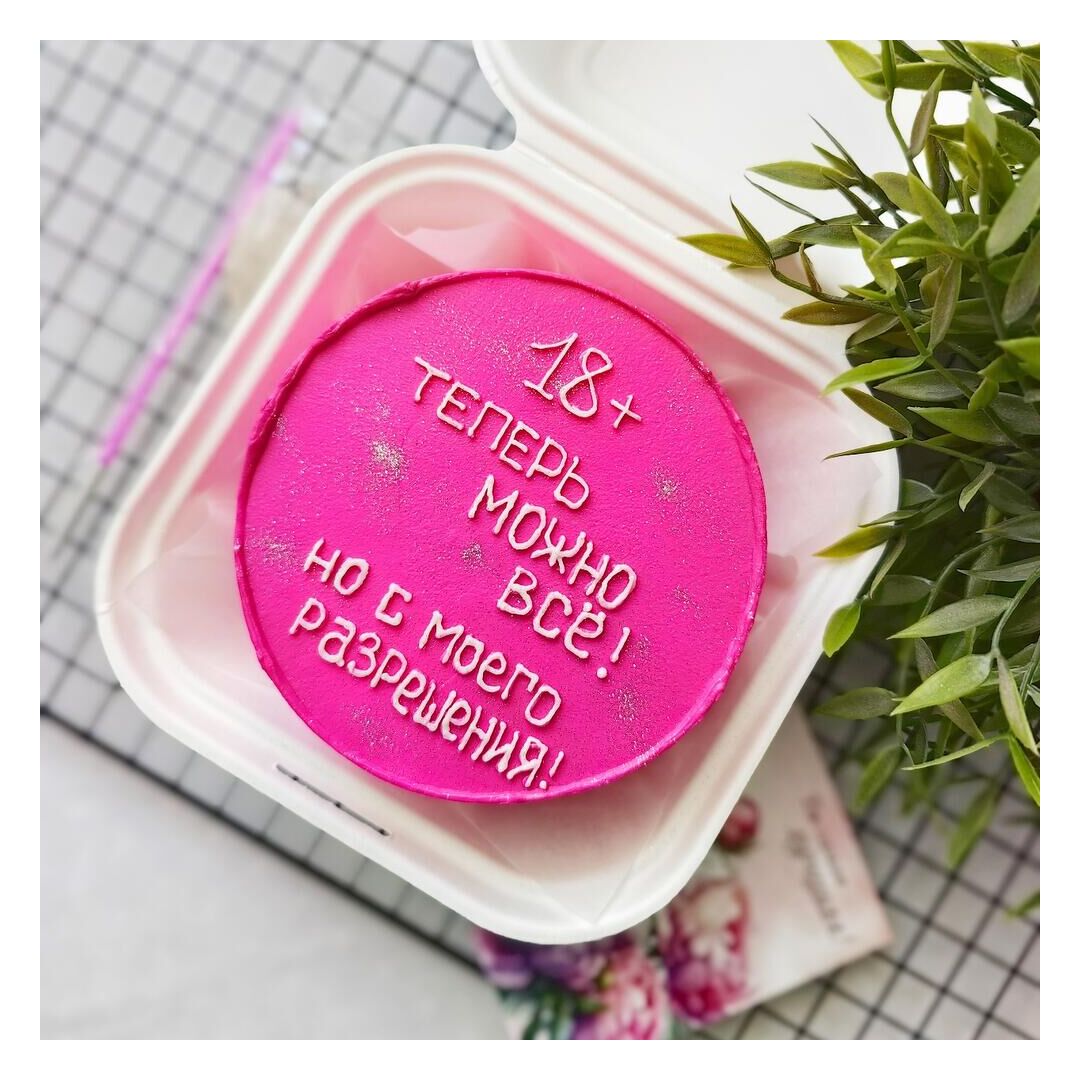 18+
ТЕПЕРЬ
МОЖНО
ВСЁ!
НО С МОЕГО
РАЗРЕШЕНИЯ!